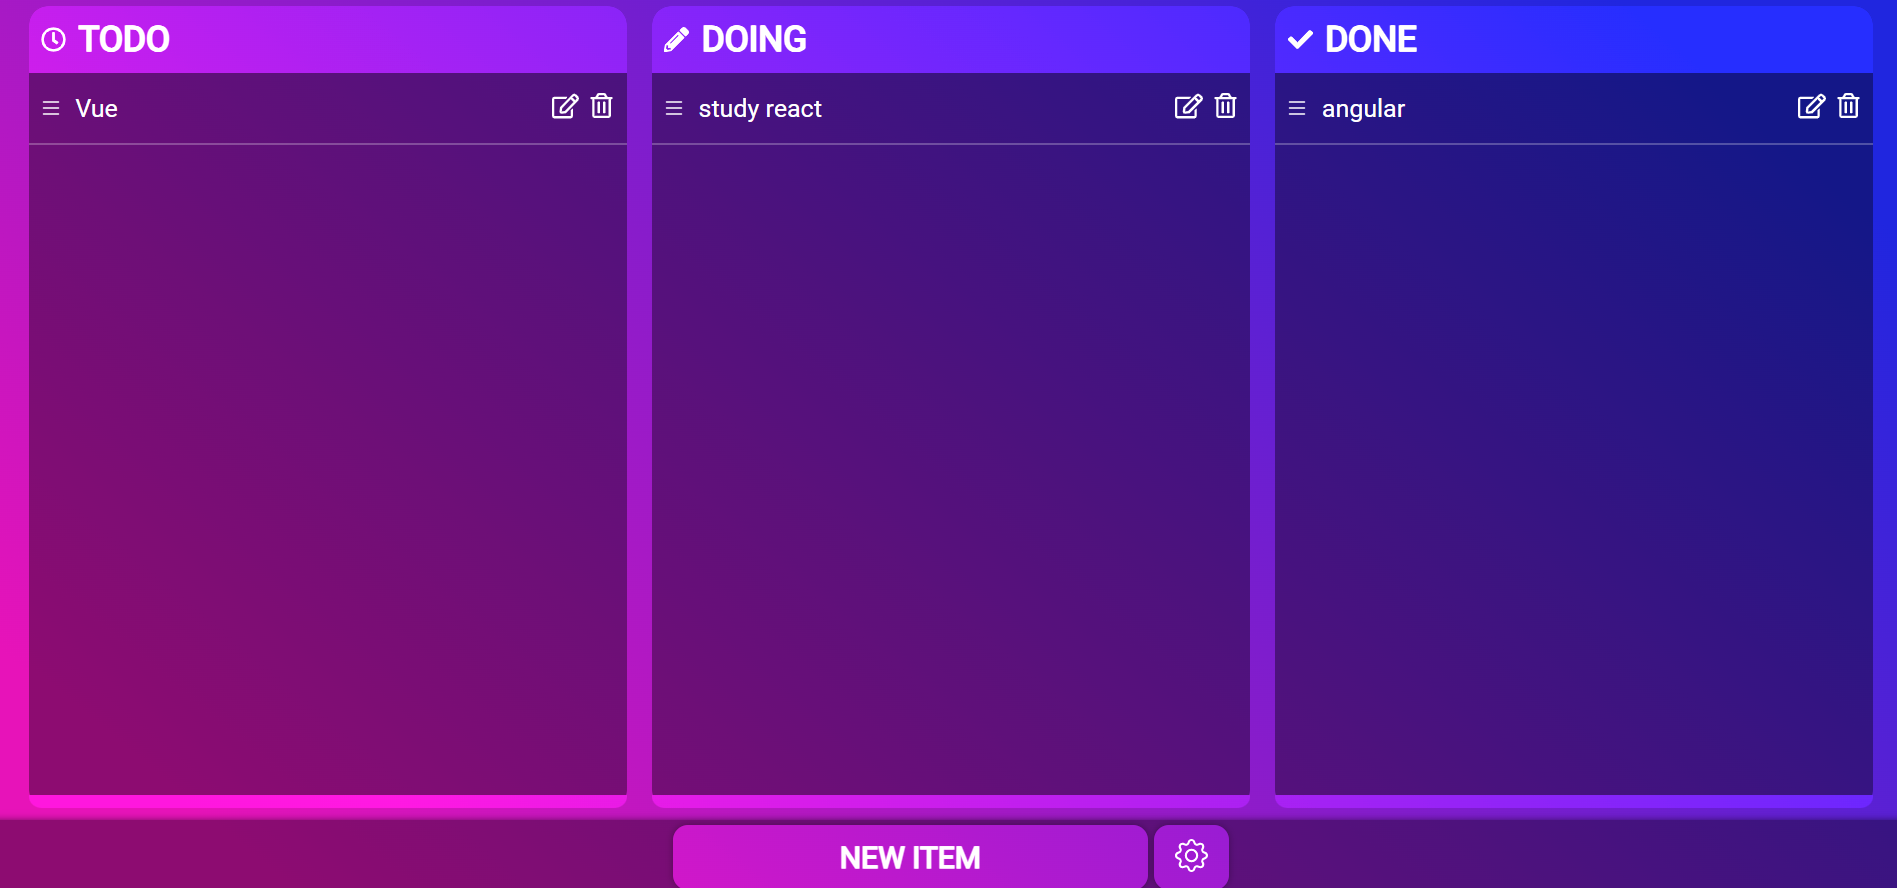 TODO
Vue
DOING
study react
DONE
angular
NEW ITEM